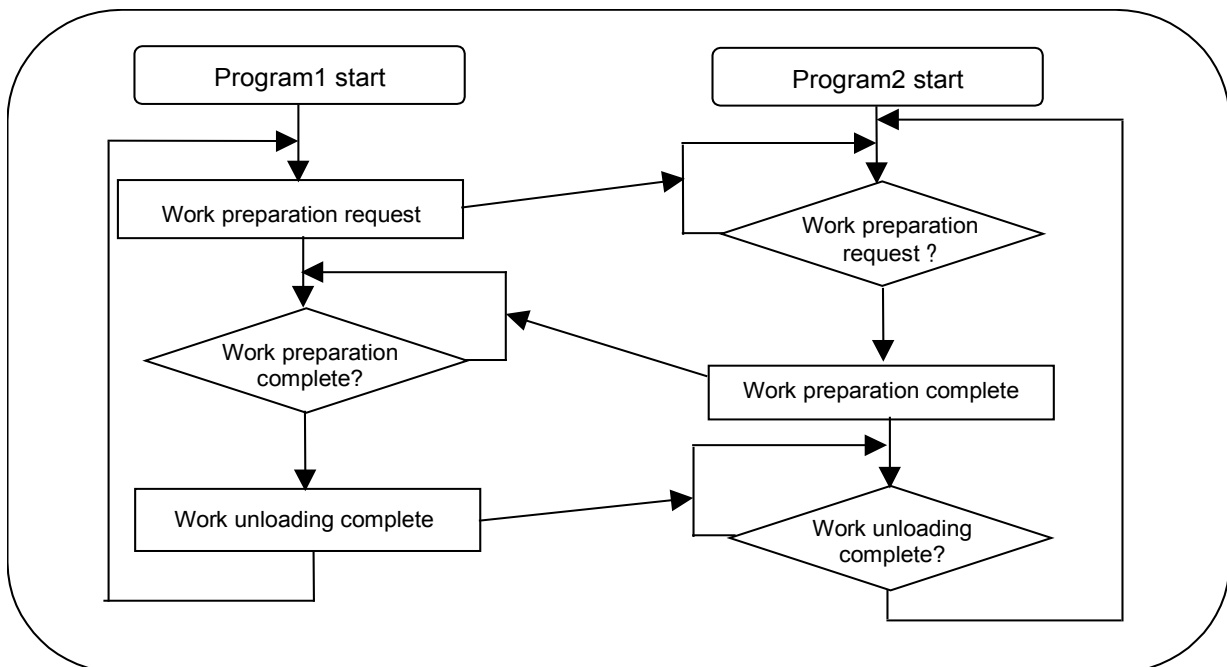 Program1 start
Program2 start
Work preparation request
Work preparation
request ?
Work preparation
complete?
Work preparation complete
Work unloading complete
Work unloading
complete?